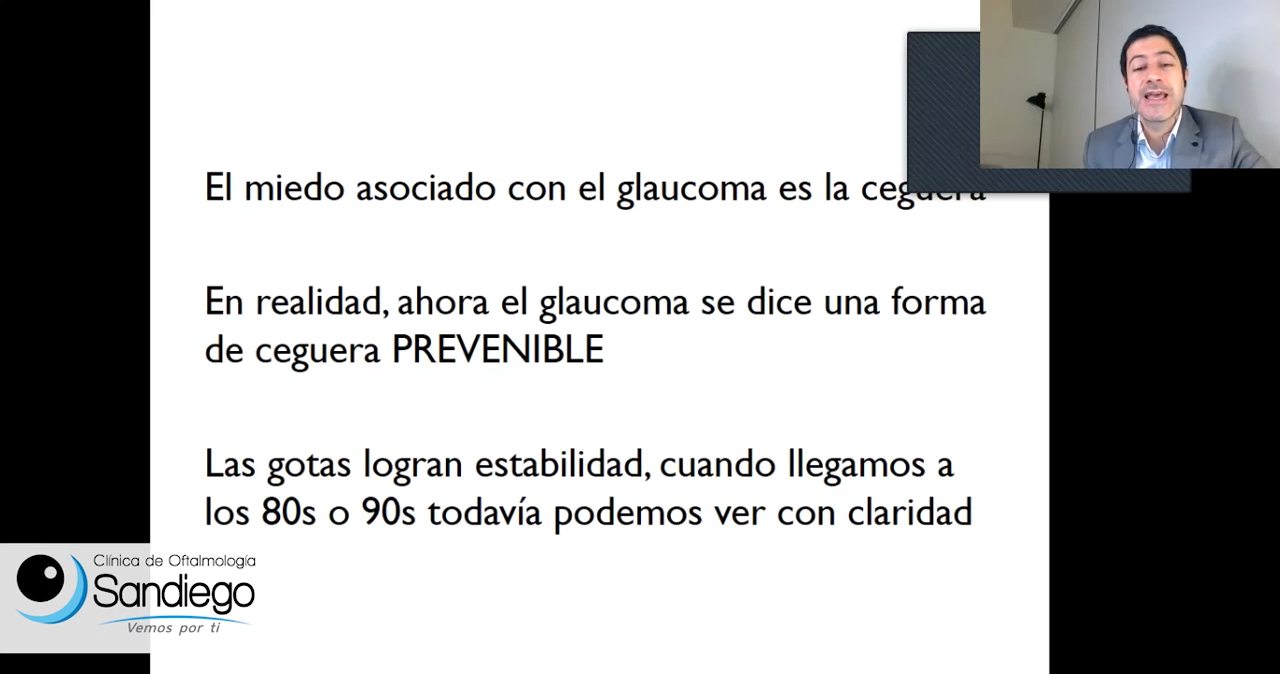 El miedo asociado con el glaucoma es la ceguera
En realidad, ahora el glaucoma se dice una forma
de ceguera PREVENIBLE
Las gotas logran estabilidad, cuando llegamos a
los 80s o 90s todavía podemos ver con claridad
Clínica de Oftalmología
Sandiego
Vemos por ti